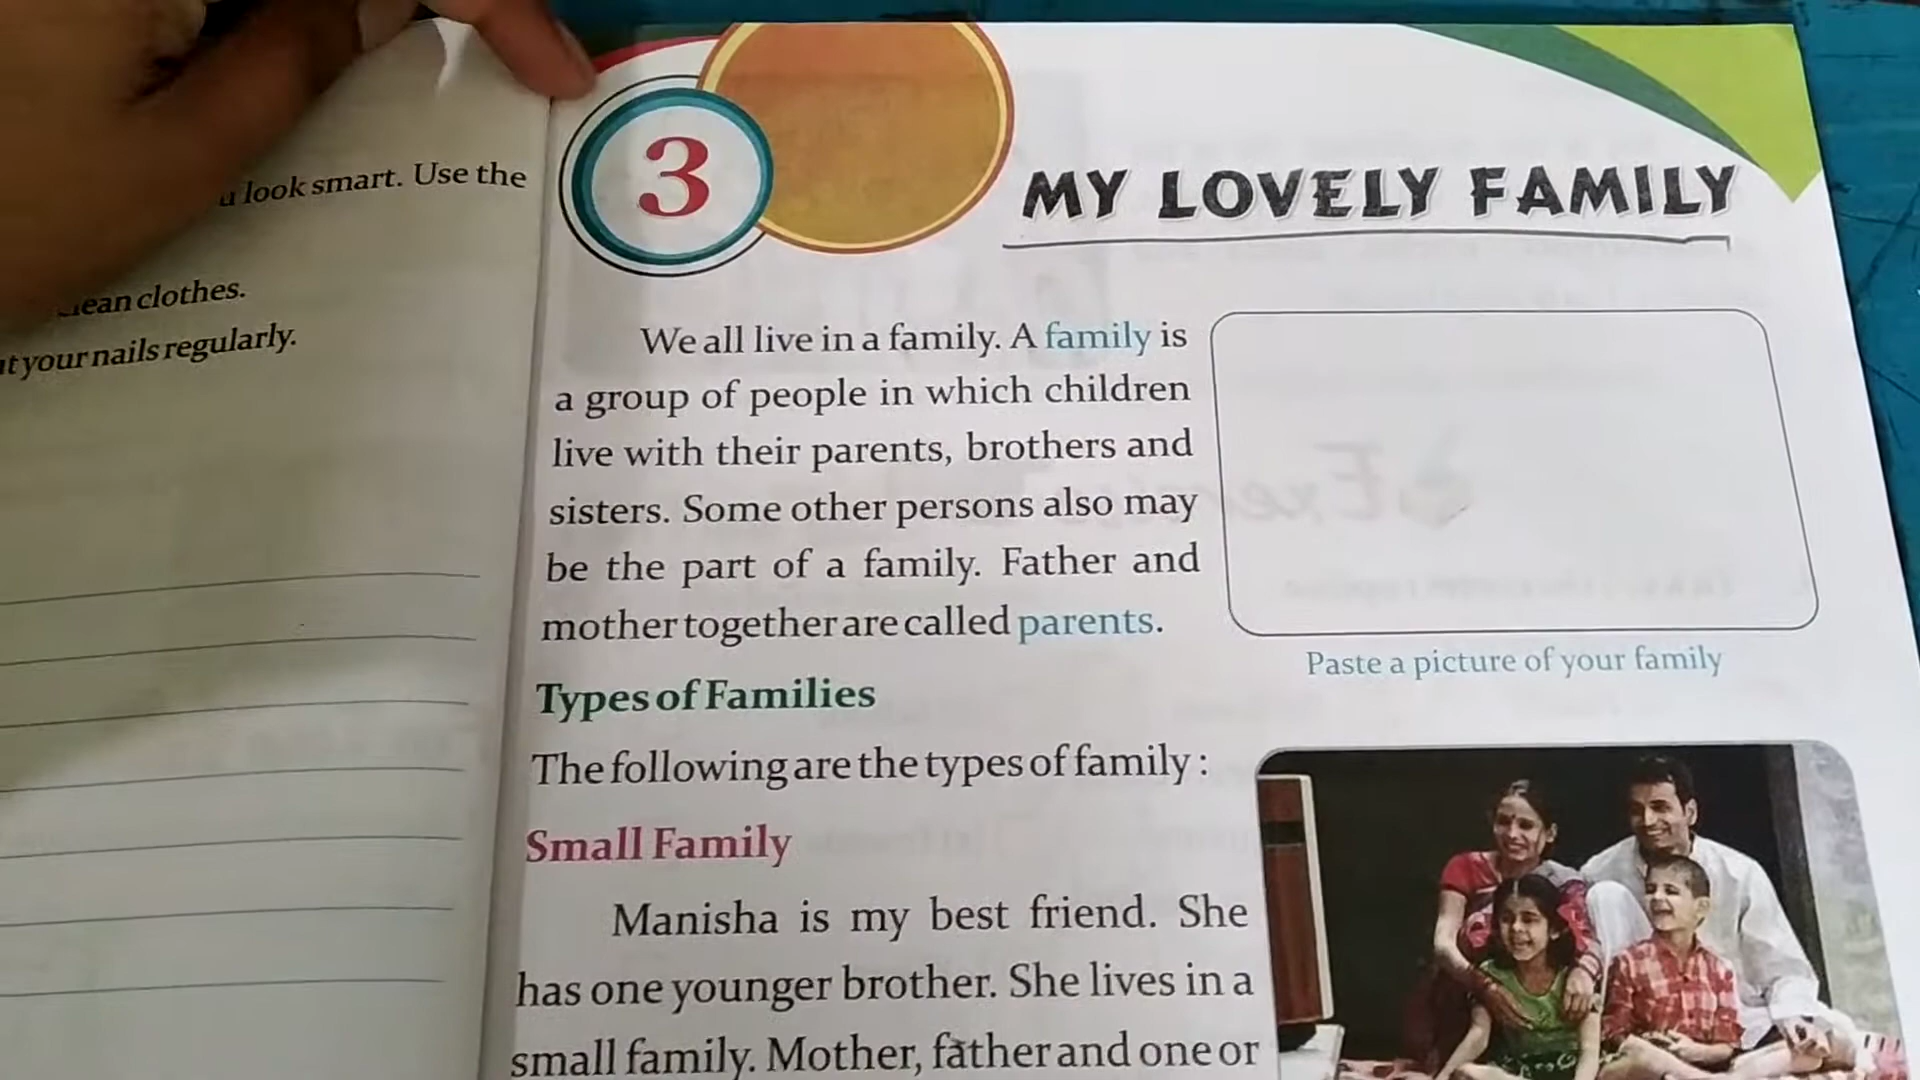 look smart. Use the
clothes.
your nails regularly.
3
MY LOVELY FAMILY
We all live in a family. A family is
a group of people in which children
live with their parents, brothers and
sisters. Some other persons also may
be the part of a family. Father and
mother together are called parents.
Paste a picture of your family
Types of Families
The following are the types of family :
Small Family
Manisha is my best friend. She
has one younger brother. She lives in a
small family. Mother, father and one or